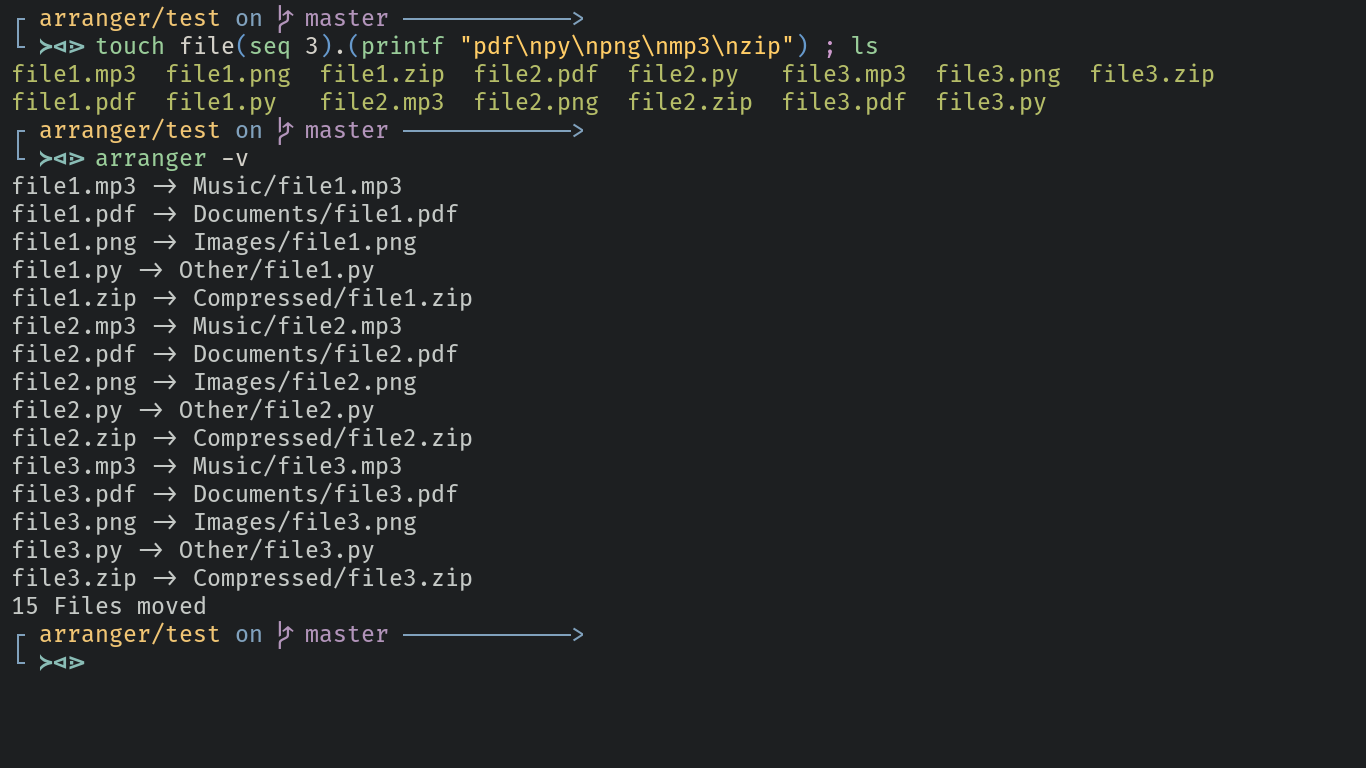 arranger/test on master ────────────>
≻⊲⊳ touch file(seq 3).(printf "pdf\npy\npng\nmp3\nzip") ; ls
file1.mp3  file1.png  file1.zip  file2.pdf  file2.py   file3.mp3  file3.png  file3.zip
file1.pdf  file1.py   file2.mp3  file2.png  file2.zip  file3.pdf  file3.py
arranger/test on master ────────────>
≻⊲⊳ arranger -v
file1.mp3 → Music/file1.mp3
file1.pdf → Documents/file1.pdf
file1.png → Images/file1.png
file1.py → Other/file1.py
file1.zip → Compressed/file1.zip
file2.mp3 → Music/file2.mp3
file2.pdf → Documents/file2.pdf
file2.png → Images/file2.png
file2.py → Other/file2.py
file2.zip → Compressed/file2.zip
file3.mp3 → Music/file3.mp3
file3.pdf → Documents/file3.pdf
file3.png → Images/file3.png
file3.py → Other/file3.py
file3.zip → Compressed/file3.zip
15 Files moved
arranger/test on master ────────────>
≻⊲⊳